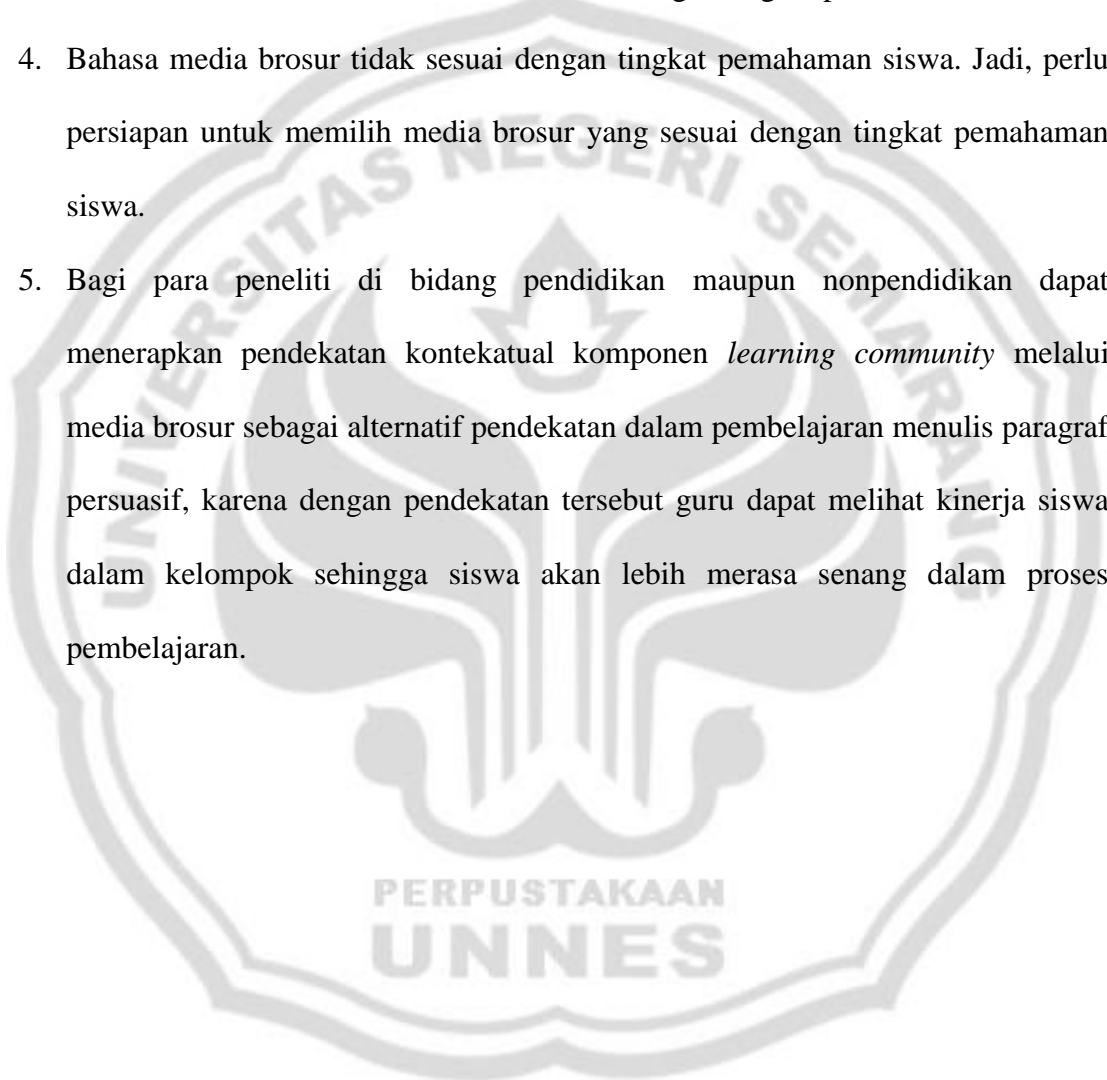 4. Bahasa media brosur tidak sesuai dengan tingkat pemahaman siswa. Jadi, perlu
persiapan untuk memilih media brosur yang sesuai dengan tingkat pemahaman
siswa.
5. Bagi para peneliti di bidang pendidikan maupun nonpendidikan dapat
menerapkan pendekatan kontekatual komponen learning community melalui
media brosur sebagai alternatif pendekatan dalam pembelajaran menulis paragraf
persuasif, karena dengan pendekatan tersebut guru dapat melihat kinerja siswa
dalam kelompok sehingga siswa akan lebih merasa senang dalam proses
pembelajaran.
UNIVERSITAS NEGERI SEMARANG
PERPUSTAKAAN
UNNES